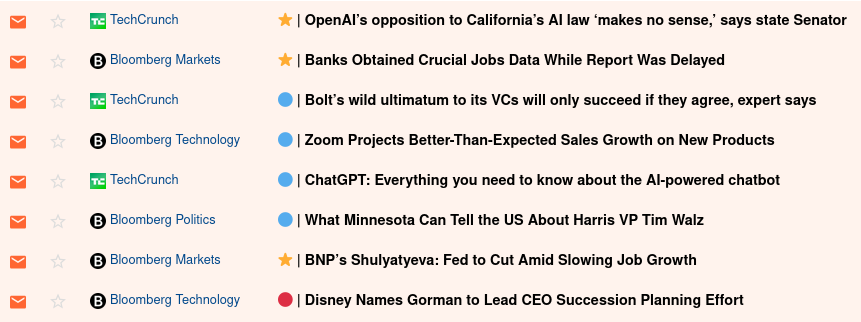 TechCrunch | OpenAI’s opposition to California’s AI law ‘makes no sense,’ says state Senator
Bloomberg Markets | Banks Obtained Crucial Jobs Data While Report Was Delayed
TechCrunch | Bolt’s wild ultimatum to its VCs will only succeed if they agree, expert says
Bloomberg Technology | Zoom Projects Better-Than-Expected Sales Growth on New Products
TechCrunch | ChatGPT: Everything you need to know about the AI-powered chatbot
Bloomberg Politics | What Minnesota Can Tell the US About Harris VP Tim Walz
Bloomberg Markets | BNP’s Shulyatyeva: Fed to Cut Amid Slowing Job Growth
Bloomberg Technology | Disney Names Gorman to Lead CEO Succession Planning Effort